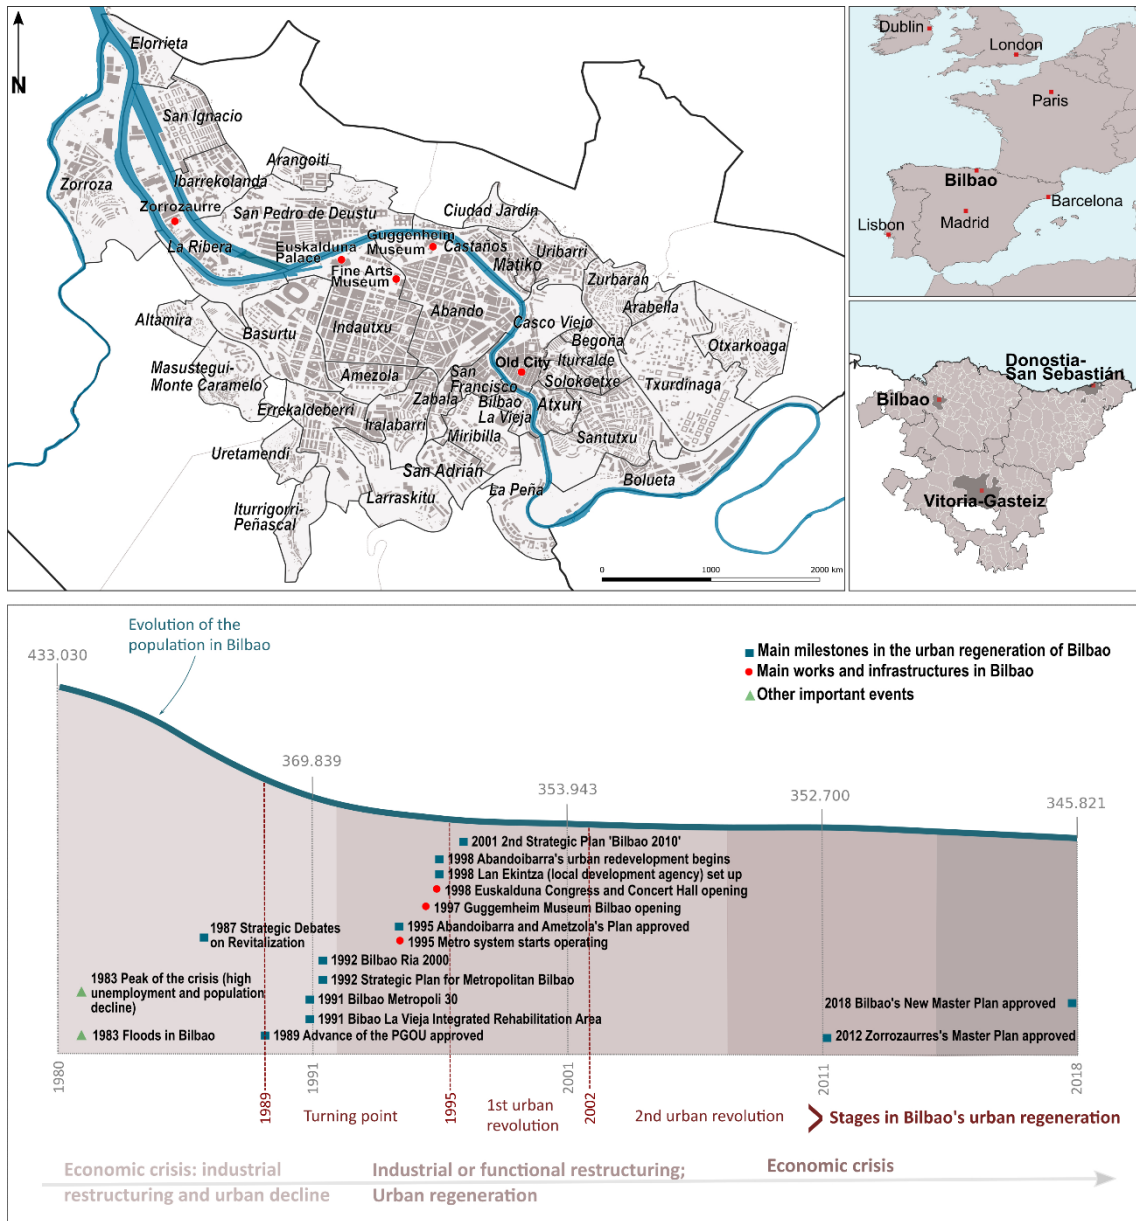 N
Elorrieta
San Ignacio
Arangoiti
Zorroza
Ibarrekolanda
Zorrozaurre
San Pedro de Deustu
Ciudad Jardín
La Ribera
Euskalduna
Palace
Guggenheim
Museum
Castaños
Matiko
Uribarri
Fine Arts
Museum
Zurbaran
Arabella
Altamira
Basurtu
Indautxu
Abando
Casco Viejo
Begoña
Otxarkoaga
Masustegui-
Monte Caramelo
Amezola
Old City
Iturralde
Solokoetxe
Txurdinaga
San
Francisco
Zabala
Bilbao
La Vieja
Atxuri
Errekaldeberri
Iralabarri
Miribilla
Santutxu
Uretamendi
San Adrián
Bolueta
Larraskitu
La Peña
Iturrigorri-
Peñascal
0
1000
2000 km
Dublin
London
Paris
Bilbao
Barcelona
Madrid
Lisbon
Donostia-
San Sebastián
Bilbao
Vitoria-Gasteiz
Evolution of the
population in Bilbao
433.030
369.839
353.943
352.700
345.821
Main milestones in the urban regeneration of Bilbao
Main works and infrastructures in Bilbao
Other important events
2001 2nd Strategic Plan 'Bilbao 2010'
1998 Abandoibarra's urban redevelopment begins
1998 Lan Ekintza (local development agency) set up
1998 Euskalduna Congress and Concert Hall opening
1997 Guggemheim Museum Bilbao opening
1995 Abandoibarra and Ametzola's Plan approved
1995 Metro system starts operating
1987 Strategic Debates
on Revitalization
1992 Bilbao Ria 2000
1992 Strategic Plan for Metropolitan Bilbao
1983 Peak of the crisis (high
unemployment and population
decline)
1991 Bilbao Metropoli 30
1991 Bibao La Vieja Integrated Rehabilitation Area
1983 Floods in Bilbao
1989 Advance of the PGOU approved
2018 Bilbao's New Master Plan approved
2012 Zorrozaurres's Master Plan approved
1980
1989
1991
1995
2001
2002
2011
2018
Turning point
1st urban
revolution
2nd urban revolution
Stages in Bilbao's urban regeneration
Economic crisis: industrial
restructuring and urban decline
Industrial or functional restructuring;
Urban regeneration
Economic crisis